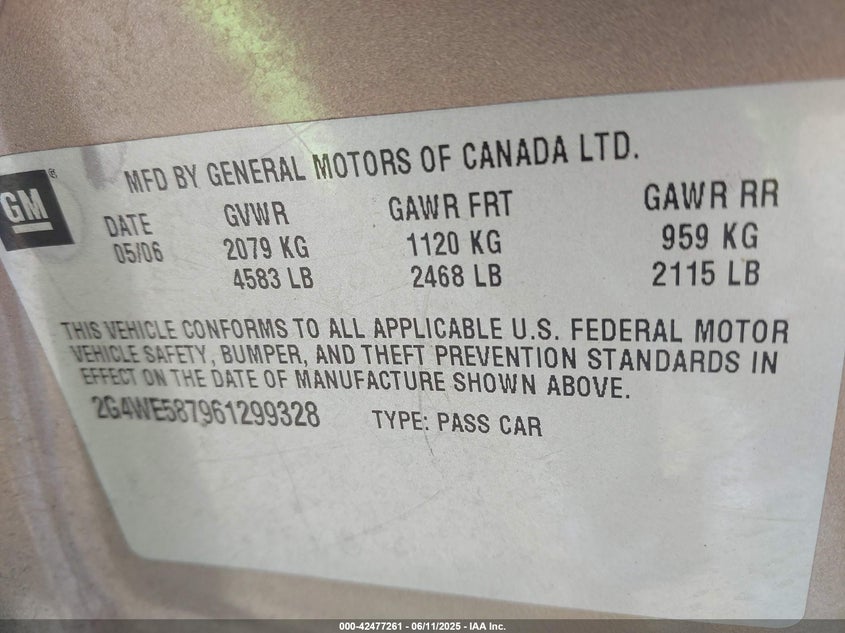 MFD BY GENERAL MOTORS OF CANADA LTD.
GM®
DATE GVWR GAWR FRT GAWR RR
05/06 2079 KG 1120 KG 959 KG
4583 LB 2468 LB 2115 LB
THIS VEHICLE CONFORMS TO ALL APPLICABLE U.S. FEDERAL MOTOR
VEHICLE SAFETY, BUMPER, AND THEFT PREVENTION STANDARDS IN
EFFECT ON THE DATE OF MANUFACTURE SHOWN ABOVE.
2G4WE587961299328 TYPE: PASS CAR
000-42477261 - 06/11/2025 - IAA Inc.